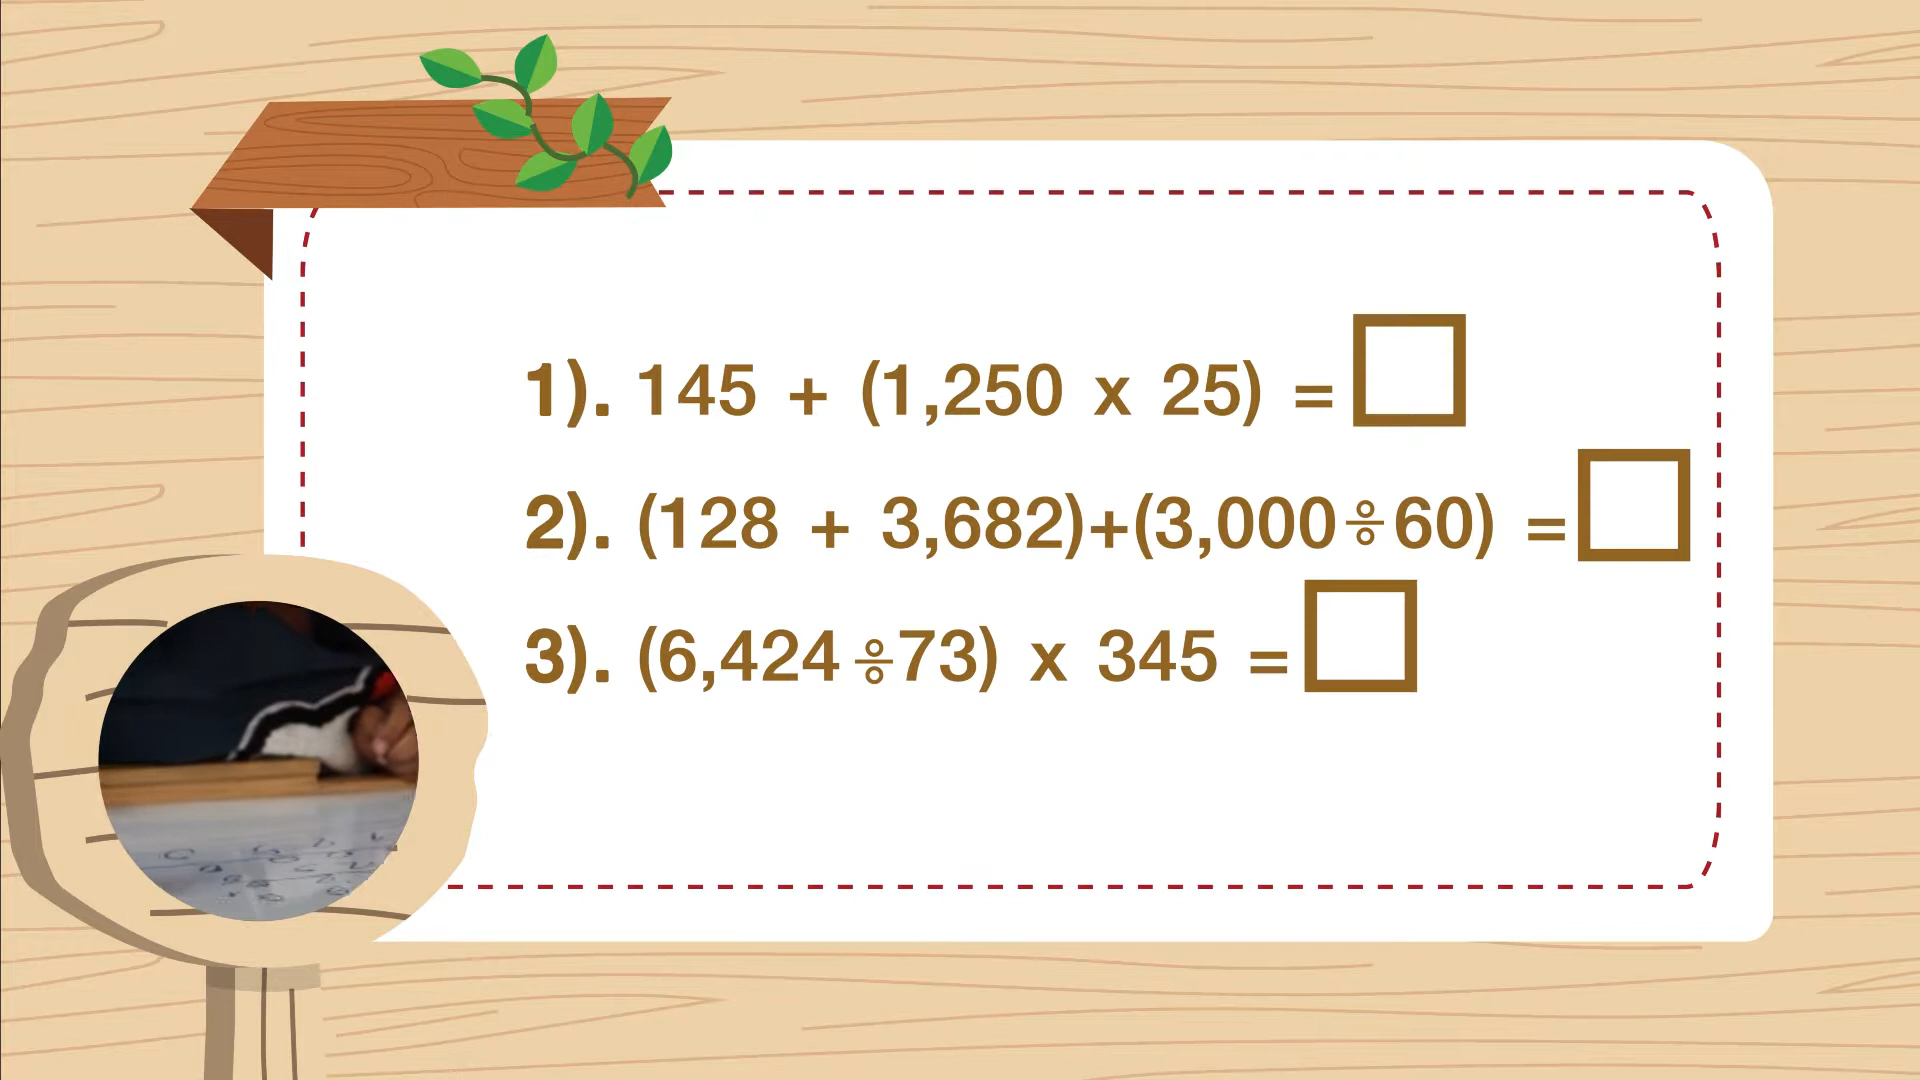 1). 145 + (1,250 x 25) =
2). (128 + 3,682)+(3,000÷60) =
3). (6,424÷73) x 345 =